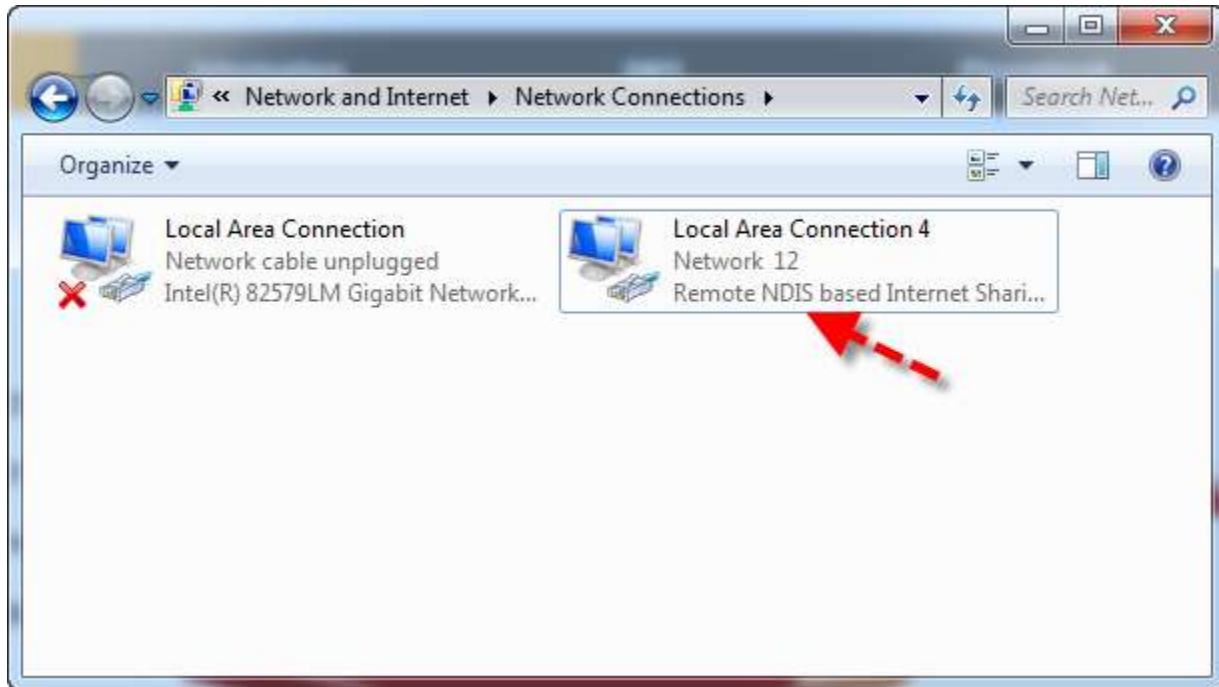 « Network and Internet Network Connections Search Net...
Organize
Local Area Connection
Network cable unplugged
Intel(R) 82579LM Gigabit Network...
Local Area Connection 4
Network 12
Remote NDIS based Internet Shari...